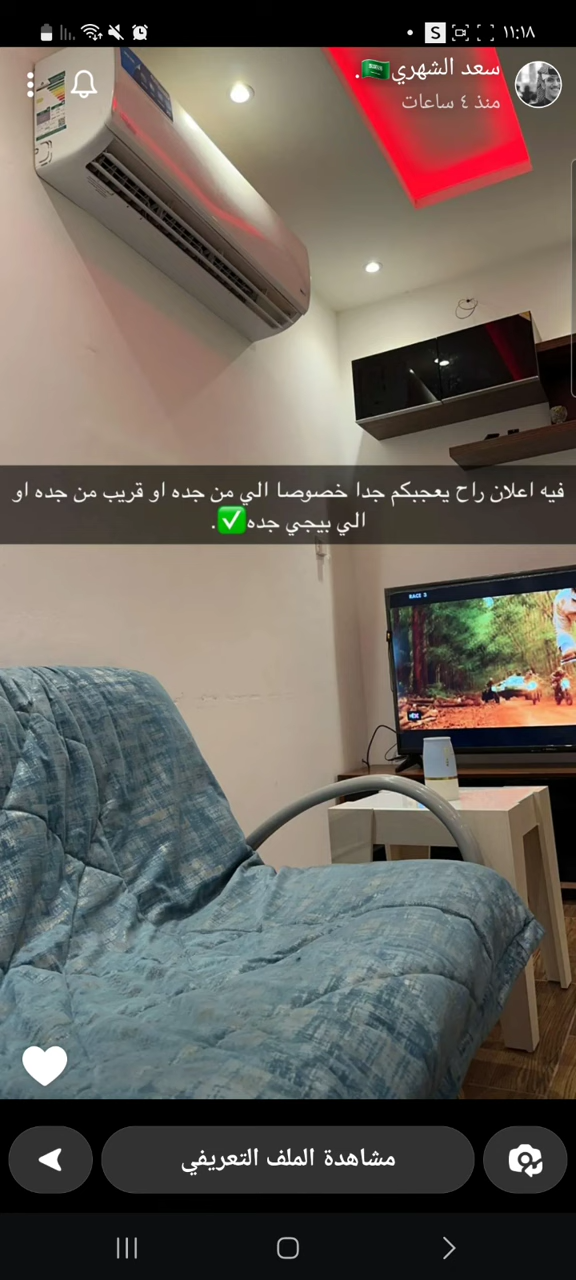 S ١١:١٨
سعد الشهري🇸🇦.
منذ ٤ ساعات
فيه اعلان راح يعجبكم جدا خصوصا الي من جده او قريب من جده او
الي بيجي جده✅.
RACE 3
مشاهدة الملف التعريفي